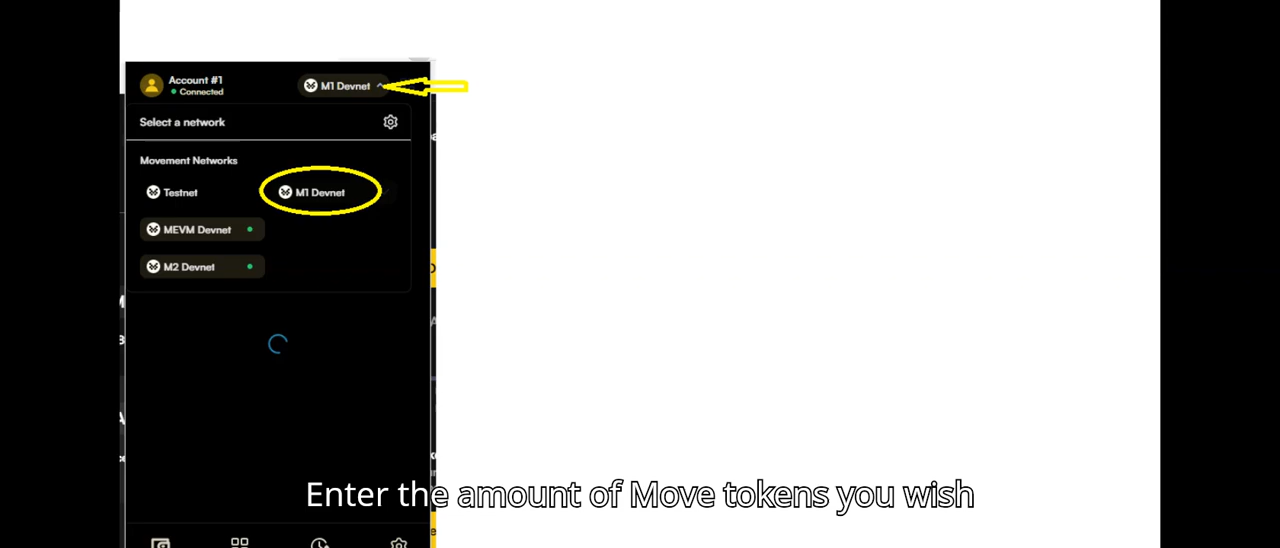 Account #1
Connected
M1 Devnet
Select a network
Movement Networks
Testnet
M1 Devnet
MEVM Devnet
M2 Devnet
Enter the amount of Move tokens you wish